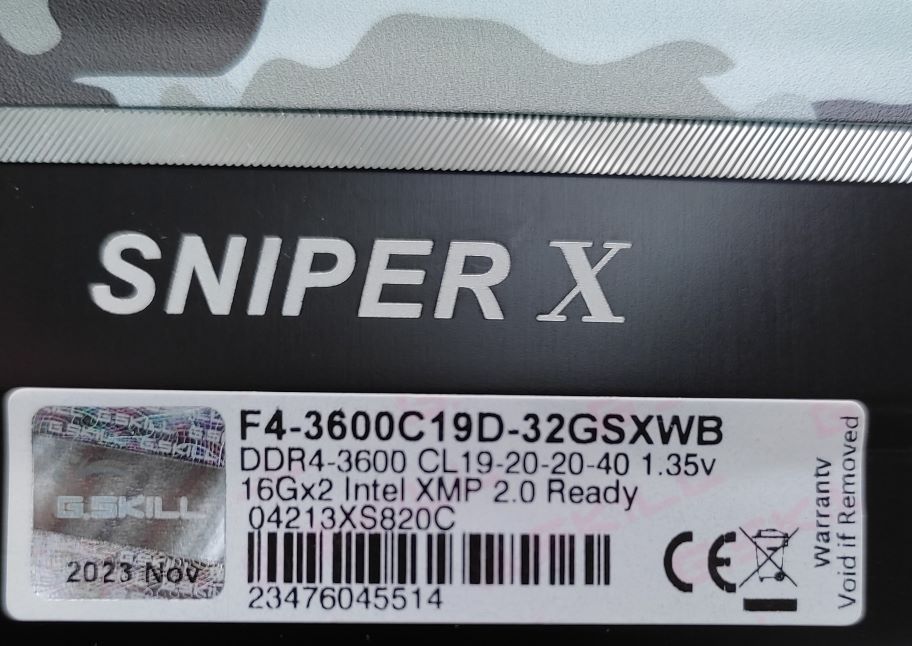 SNIPER X
F4-3600C19D-32GSXWB
DDR4-3600 CL19-20-20-40 1.35v
16Gx2 Intel XMP 2.0 Ready
04213XS820C
23476045514
G.SKILL
2023 Nov
CE
Warranty
Void if Removed